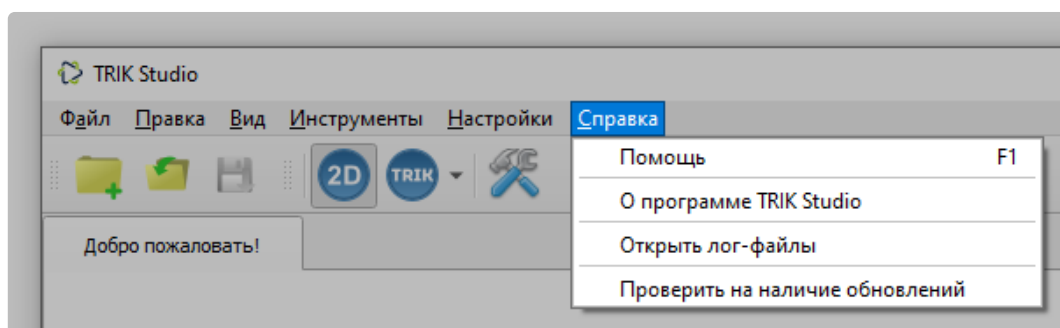 TRIK Studio
Файл Правка Вид Инструменты Настройки Справка
2D TRIK
Помощь F1
О программе TRIK Studio
Добро пожаловать!
Открыть лог-файлы
Проверить на наличие обновлений